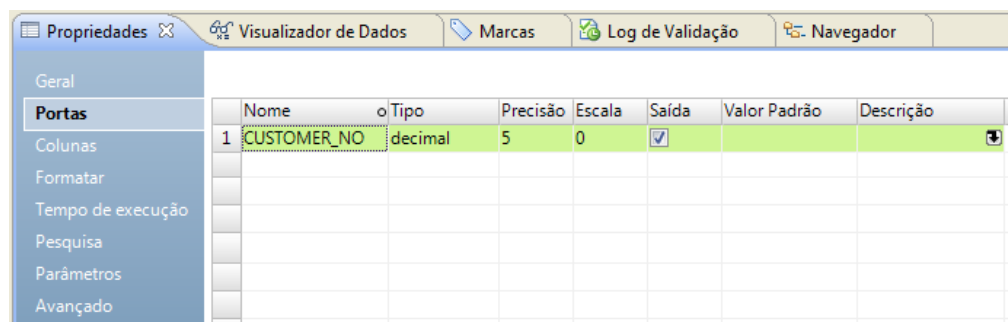 Propriedades Visualizador de Dados Marcas Log de Validação Navegador
Geral
Portas
Colunas
Formatar
Tempo de execução
Pesquisa
Parâmetros
Avançado
Nome Tipo Precisão Escala Saída Valor Padrão Descrição
1 CUSTOMER_NO decimal 5 0